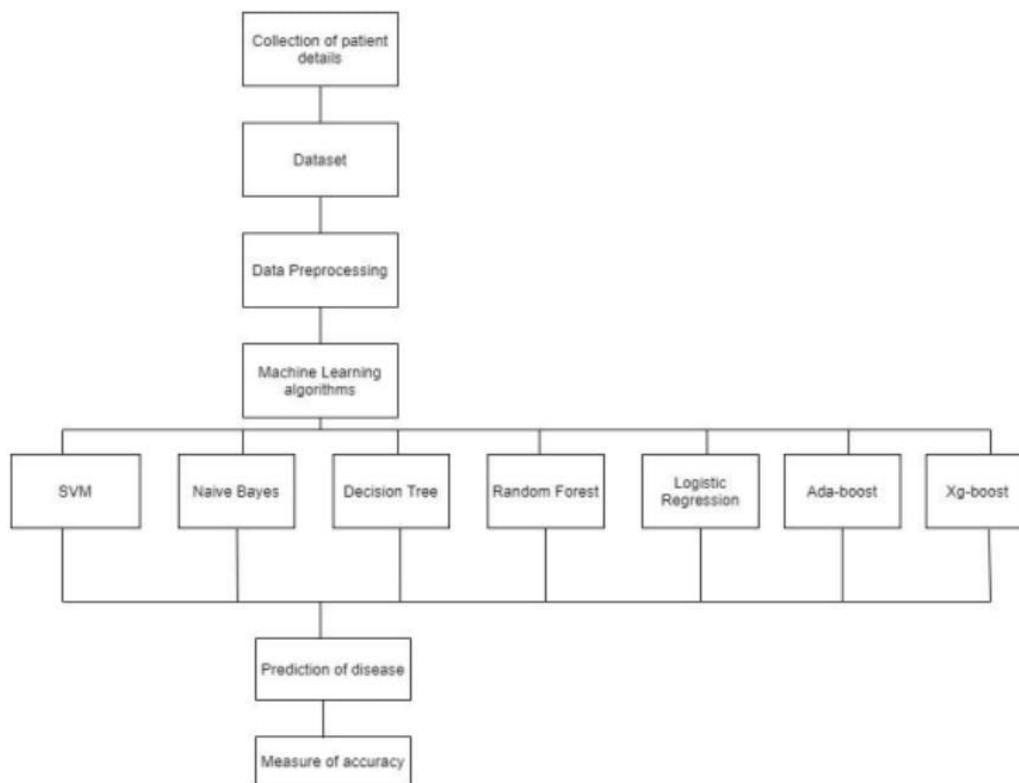 Collection of patient
details
Dataset
Data Preprocessing
Machine Learning
algorithms
SVM
Naive Bayes
Decision Tree
Random Forest
Logistic
Regression
Ada-boost
Xg-boost
Prediction of disease
Measure of accuracy